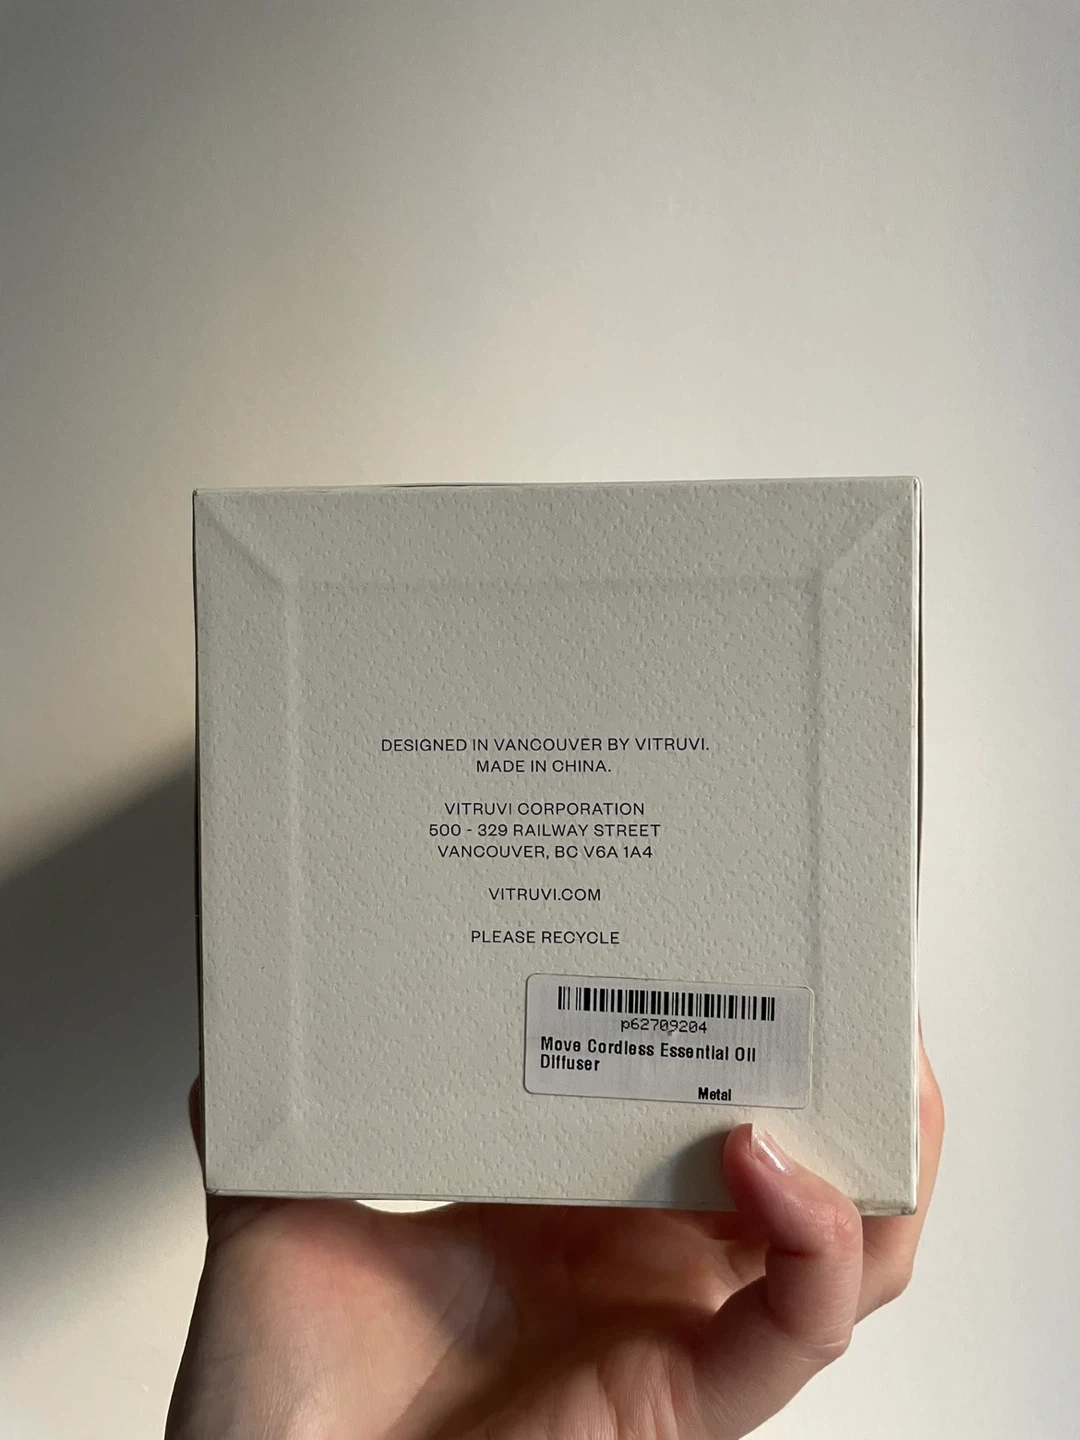 DESIGNED IN VANCOUVER BY VITRUVI.
MADE IN CHINA.
VITRUVI CORPORATION
500 - 329 RAILWAY STREET
VANCOUVER, BC V6A 1A4
VITRUVI.COM
PLEASE RECYCLE
p62709204
Move Cordless Essential Oil
Diffuser
Metal